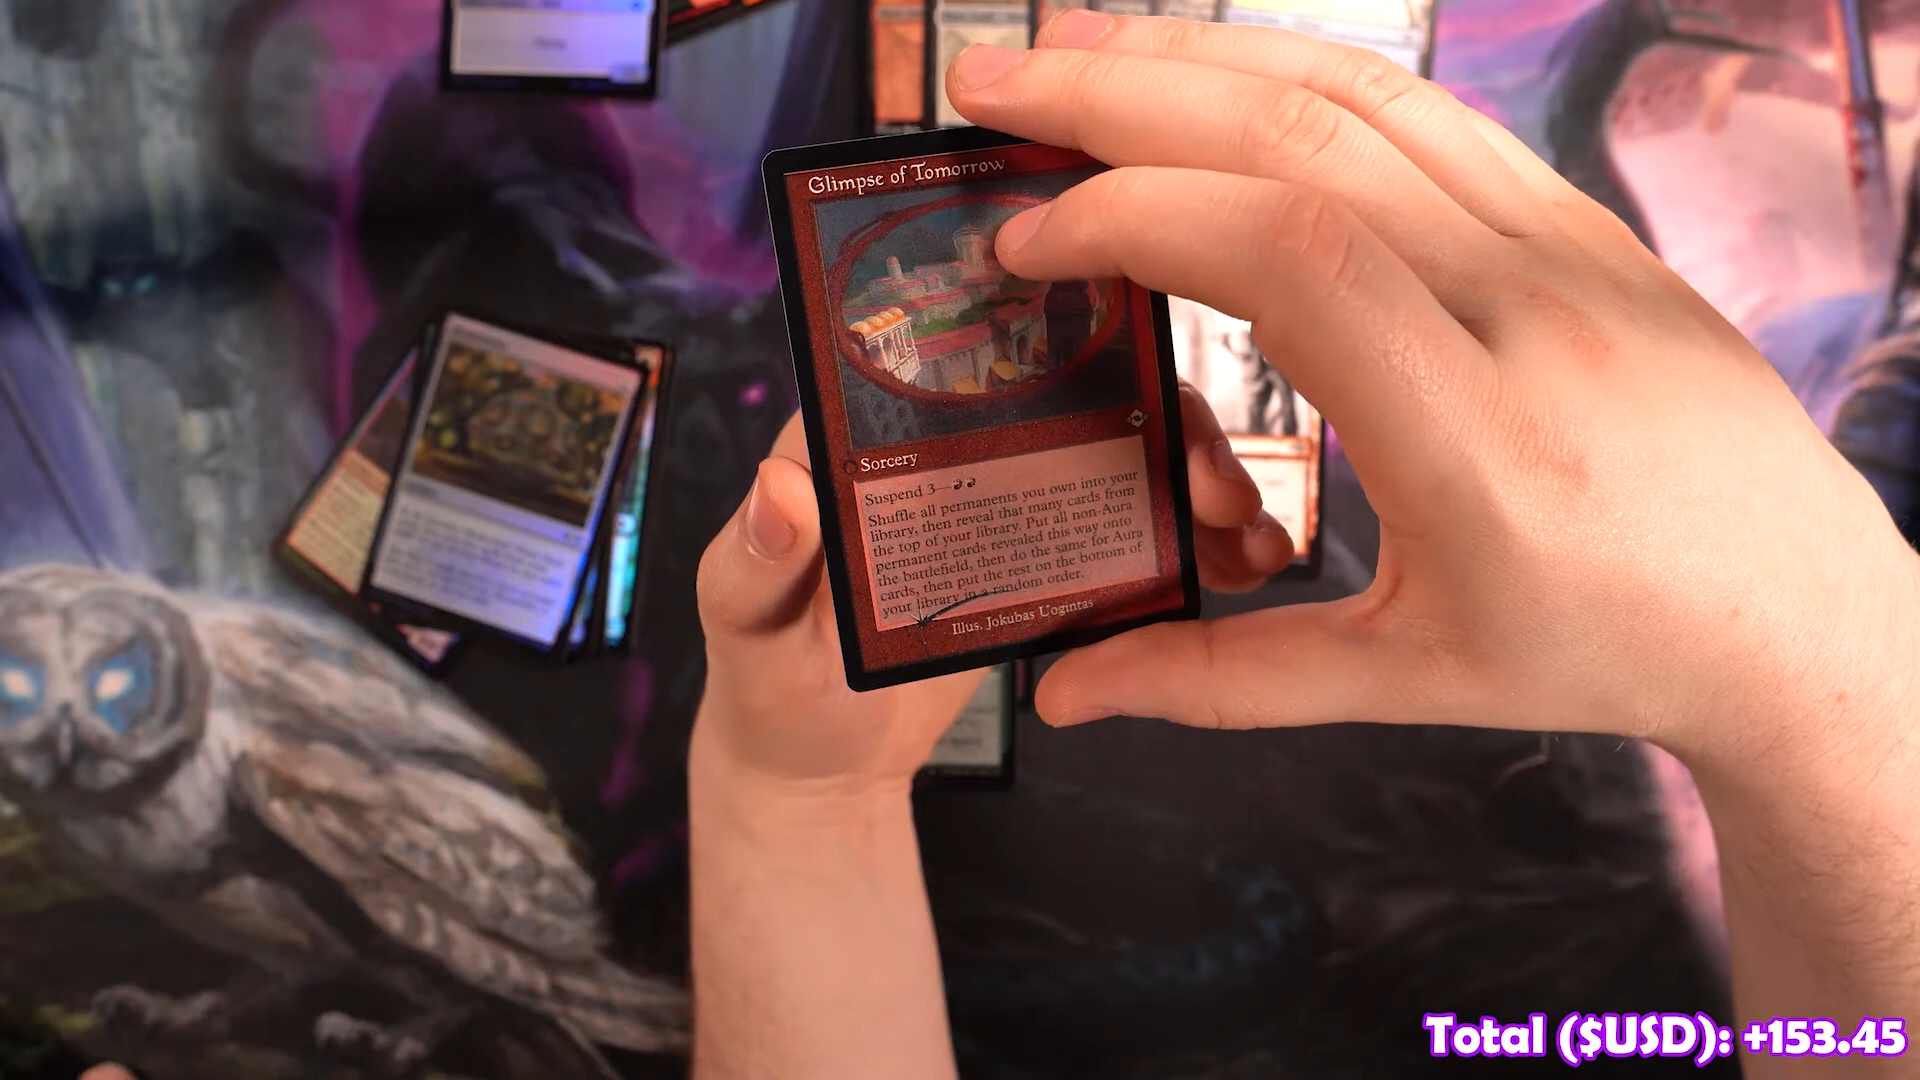 Glimpse of Tomorrow
Sorcery
Suspend 3—
Shuffle all permanents you own into your
library, then reveal that many cards from
the top of your library. Put all non-Aura
permanent cards revealed this way onto
the battlefield, then do the same for Aura
cards, then put the rest on the bottom of
your library in a random order.
Illus. Jokubas Uogintas
Total ($USD): +153.45